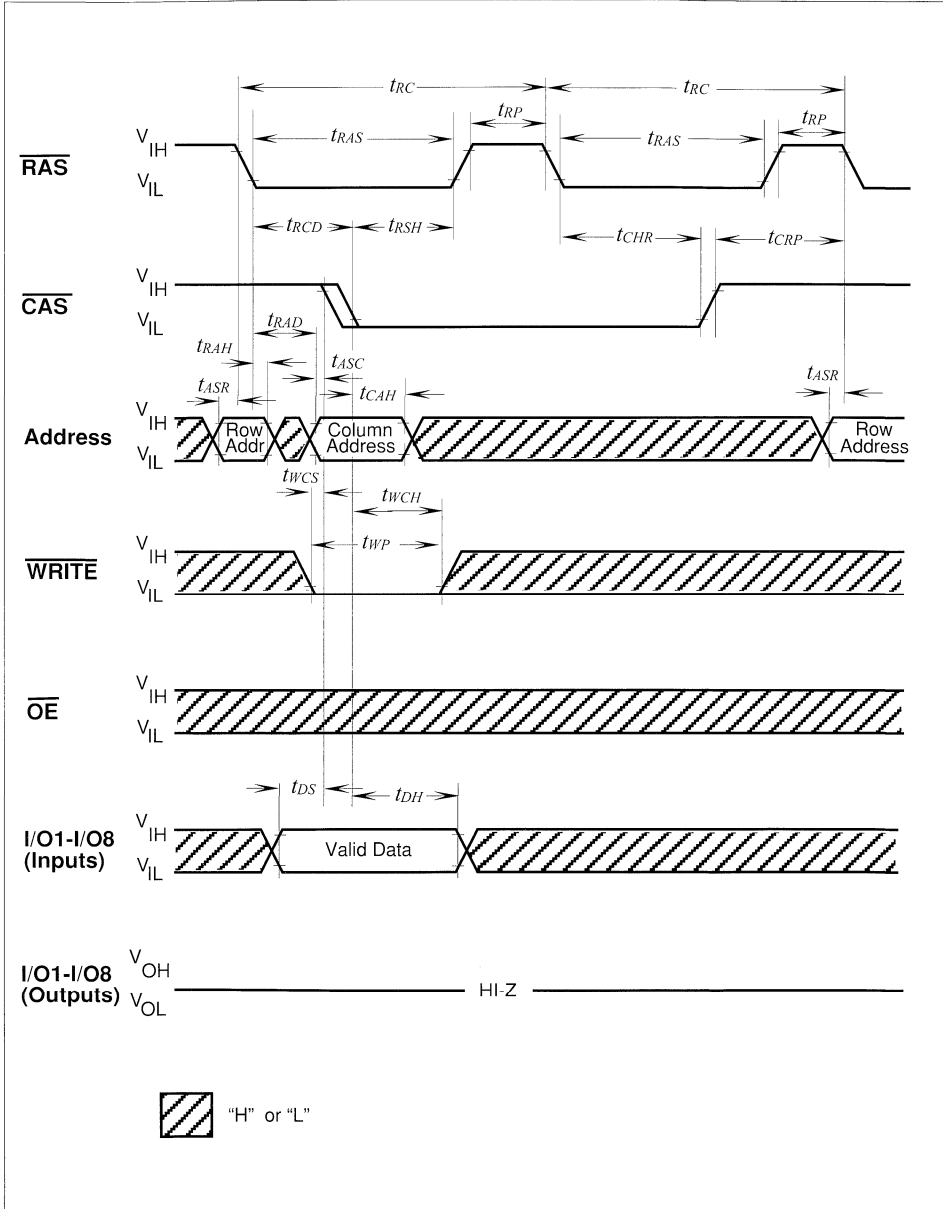 tRC tRC
tRAS tRP tRAS tRP
RAS VIH
VIL
tRCD tRSH tCHR tCRP
CAS VIH
VIL
tRAD
tRAH tASC
tASR tCAH tASR
Address VIH
VIL
Row Addr
Column Address
Row Address
tWCS tWCH
tWP
WRITE VIH
VIL
OE VIH
VIL
tDS tDH
I/O1-I/O8 (Inputs) VIH
VIL
Valid Data
I/O1-I/O8 (Outputs) VOH
VOL
HI-Z
“H” or “L”